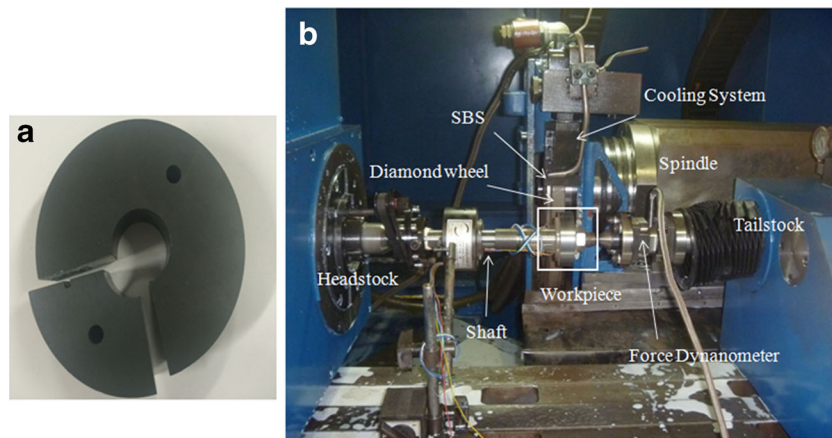 a
b
Cooling System
SBS
Diamond wheel
Spindle
Tailstock
Headstock
Workpiece
Shaft
Force Dynanometer